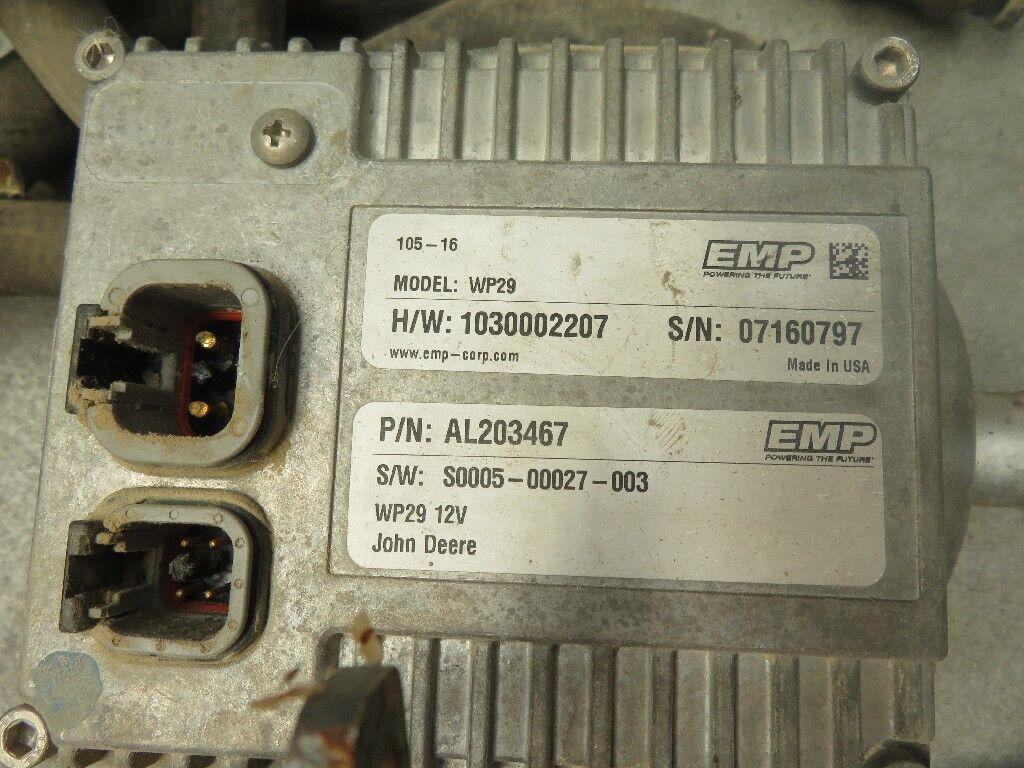 105-16
EMP
POWERING THE FUTURE
MODEL: WP29
H/W: 1030002207 S/N: 07160797
www.emp-corp.com
Made In USA
P/N: AL203467
EMP
POWERING THE FUTURE
S/W: S0005-00027-003
WP29 12V
John Deere